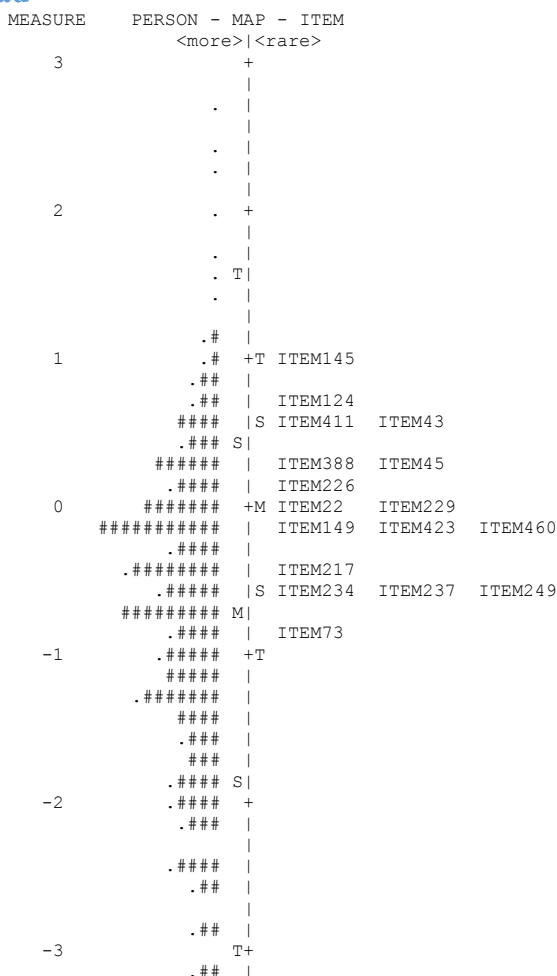 MEASURE PERSON - MAP - ITEM
<more>|<rare>
3 +
|
. |
|
. |
. |
|
2 . +
|
. |
. T|
. |
|
.# |
1 .# +T ITEM145
.## |
.## | ITEM124
#### |S ITEM411 ITEM43
.### S|
###### | ITEM388 ITEM45
.#### | ITEM226
0 ####### +M ITEM22 ITEM229
########### | ITEM149 ITEM423 ITEM460
.#### |
.######## | ITEM217
.##### |S ITEM234 ITEM237 ITEM249
######### M|
.#### | ITEM73
-1 .##### +T
##### |
.####### |
#### |
.### |
### |
.#### S|
-2 .#### +
.### |
|
.#### |
.## |
|
.## |
-3 T+
.## |